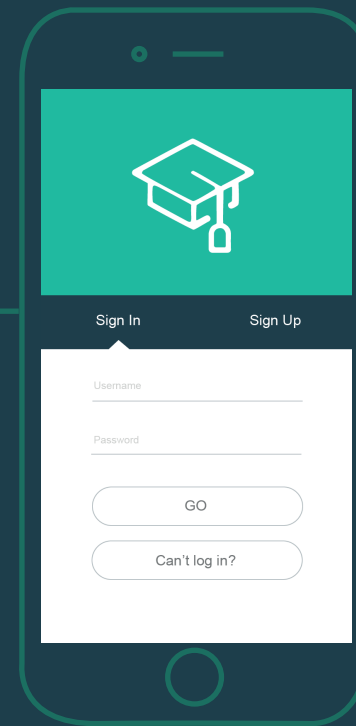 Sign In
Sign Up
Username
Password
GO
Can't log in?